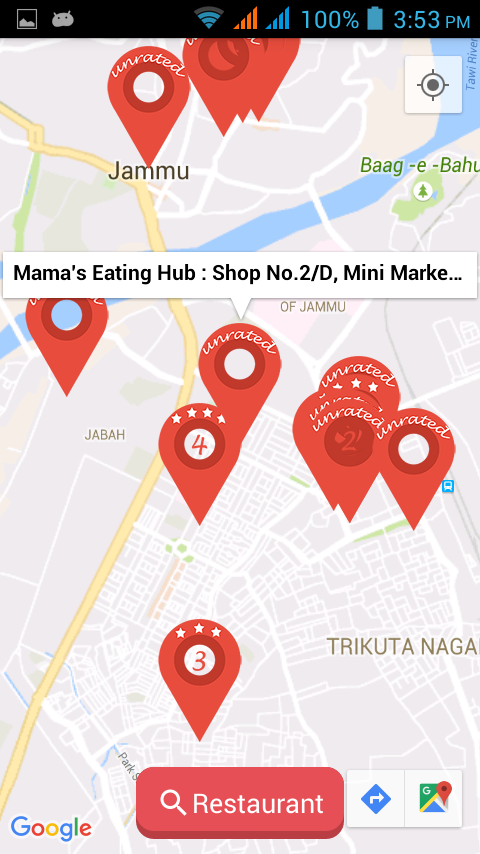 100% 3:53 PM
Tawi River
unrated
Jammu
Baag -e -Bahu
Mama's Eating Hub : Shop No.2/D, Mini Marke...
OF JAMMU
unrated
unrated
unrated
unrated
unrated
4
2
JABAH
3
TRIKUTA NAGA
Park S
Restaurant
Google